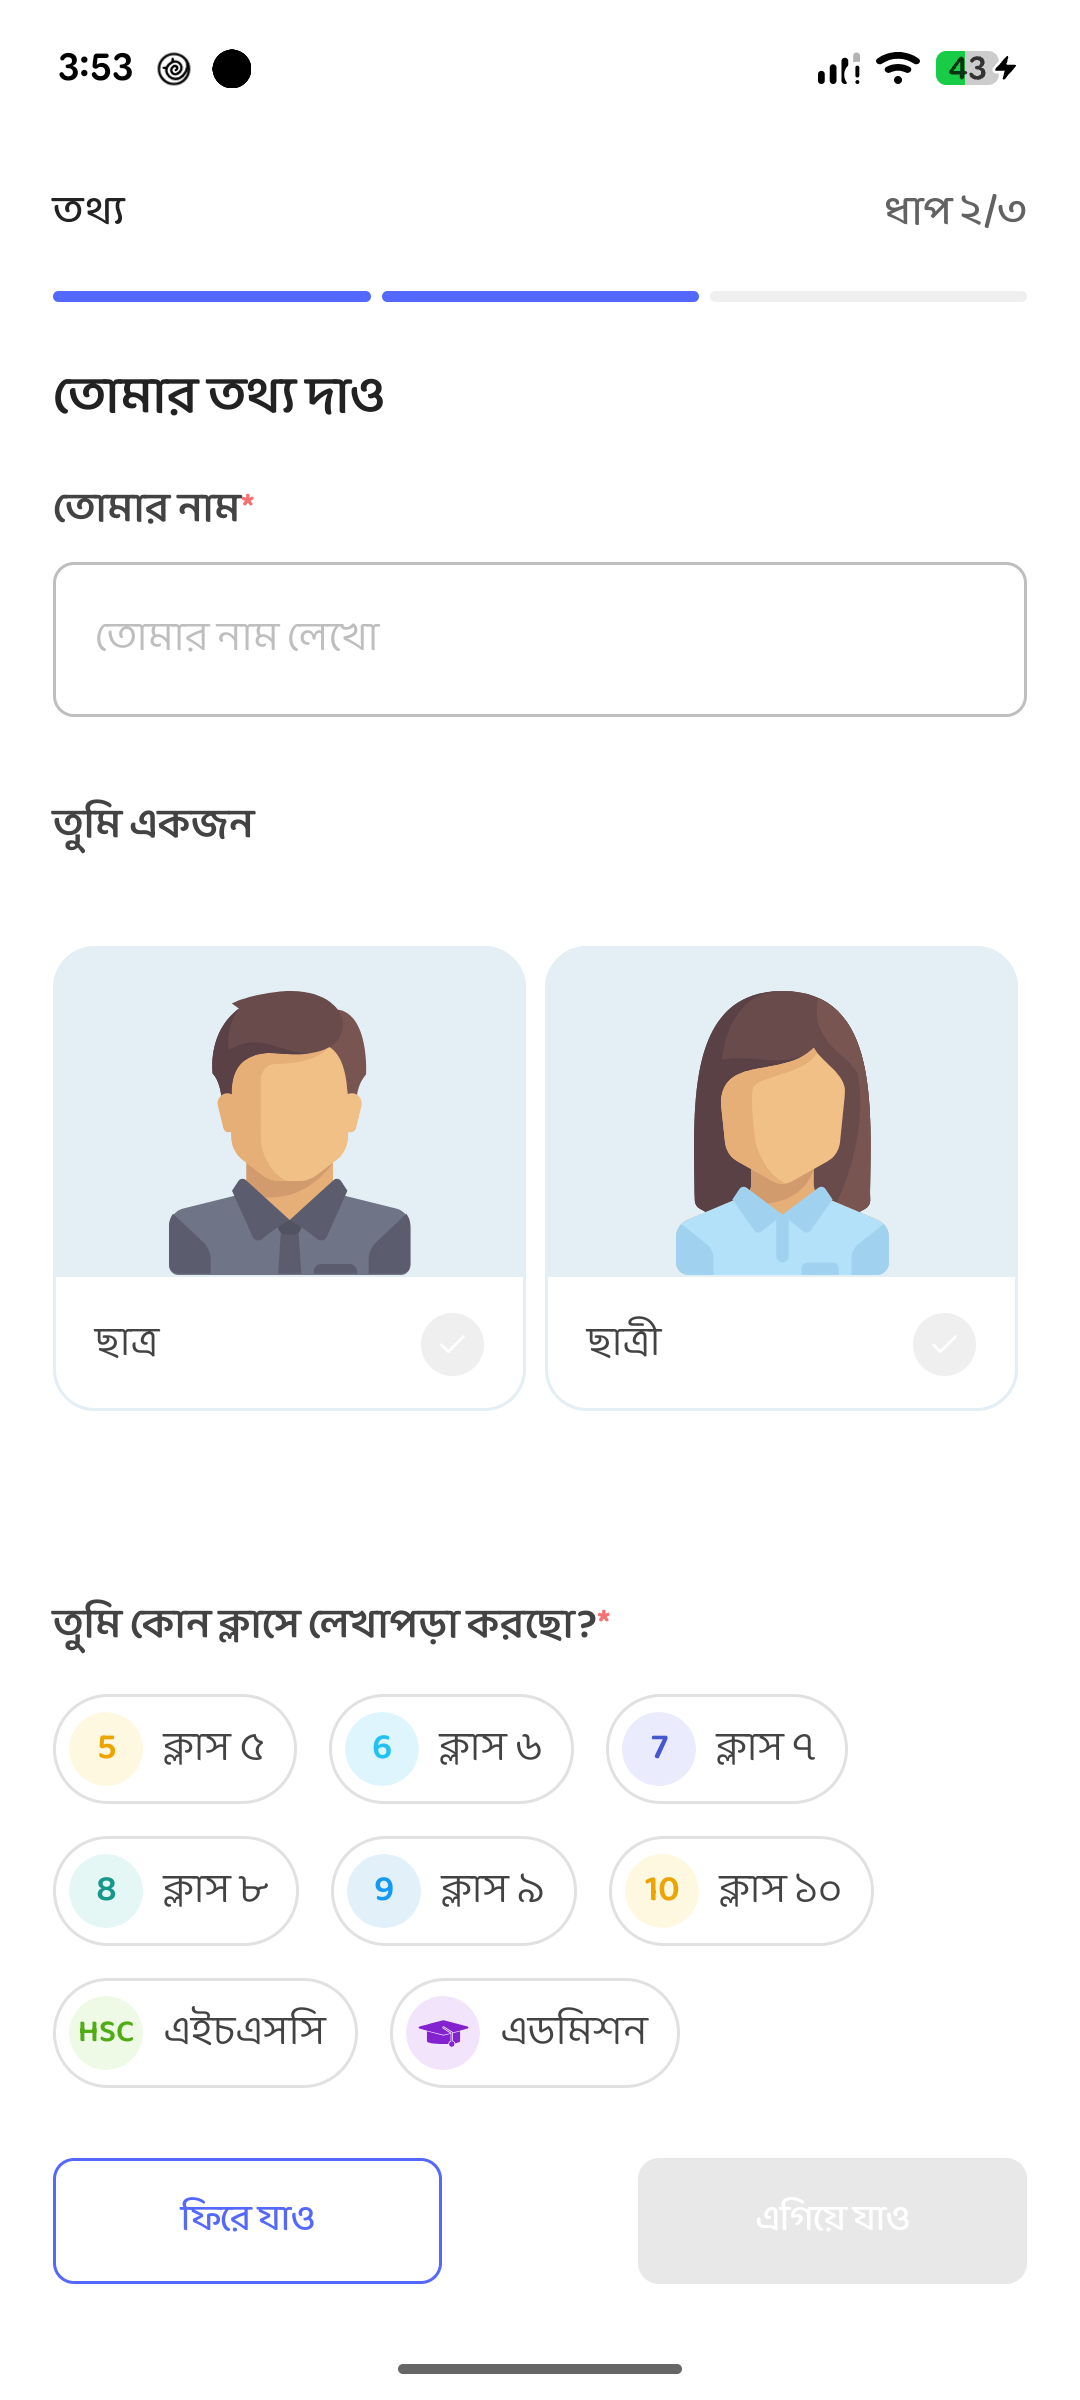 3:53
43
তথ্য
ধাপ ২/৩
তোমার তথ্য দাও
তোমার নাম*
তোমার নাম লেখো
তুমি একজন
ছাত্র
ছাত্রী
তুমি কোন ক্লাসে লেখাপড়া করছো?*
5 ক্লাস ৫
6 ক্লাস ৬
7 ক্লাস ৭
8 ক্লাস ৮
9 ক্লাস ৯
10 ক্লাস ১০
HSC এইচএসসি
এডমিশন
ফিরে যাও
এগিয়ে যাও